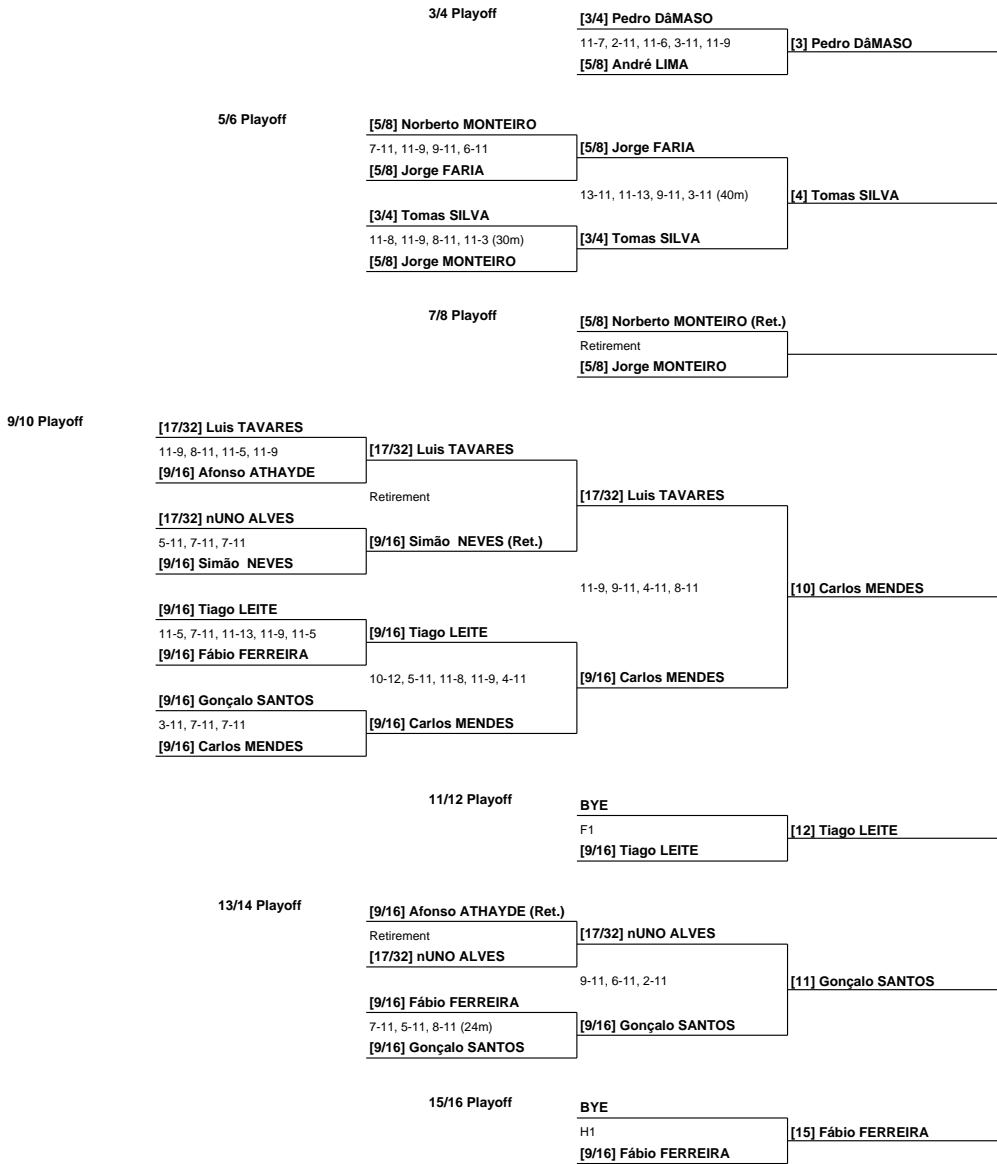 3/4 Playoff
[3/4] Pedro DâMASO
11-7, 2-11, 11-6, 3-11, 11-9
[3] Pedro DâMASO
[5/8] André LIMA
5/6 Playoff
[5/8] Norberto MONTEIRO
7-11, 11-9, 9-11, 6-11
[5/8] Jorge FARIA
[5/8] Jorge FARIA
13-11, 11-13, 9-11, 3-11 (40m)
[4] Tomas SILVA
[3/4] Tomas SILVA
11-8, 11-9, 8-11, 11-3 (30m)
[3/4] Tomas SILVA
[5/8] Jorge MONTEIRO
7/8 Playoff
[5/8] Norberto MONTEIRO (Ret.)
Retirement
[5/8] Jorge MONTEIRO
9/10 Playoff
[17/32] Luis TAVARES
11-9, 8-11, 11-5, 11-9
[17/32] Luis TAVARES
[9/16] Afonso ATHAYDE
Retirement
[17/32] Luis TAVARES
[17/32] nUNO ALVES
5-11, 7-11, 7-11
[9/16] Simão  NEVES (Ret.)
[9/16] Simão  NEVES
11-9, 9-11, 4-11, 8-11
[10] Carlos MENDES
[9/16] Tiago LEITE
11-5, 7-11, 11-13, 11-9, 11-5
[9/16] Tiago LEITE
[9/16] Fábio FERREIRA
10-12, 5-11, 11-8, 11-9, 4-11
[9/16] Carlos MENDES
[9/16] Gonçalo SANTOS
3-11, 7-11, 7-11
[9/16] Carlos MENDES
[9/16] Carlos MENDES
11/12 Playoff
BYE
F1
[12] Tiago LEITE
[9/16] Tiago LEITE
13/14 Playoff
[9/16] Afonso ATHAYDE (Ret.)
Retirement
[17/32] nUNO ALVES
[17/32] nUNO ALVES
9-11, 6-11, 2-11
[11] Gonçalo SANTOS
[9/16] Fábio FERREIRA
7-11, 5-11, 8-11 (24m)
[9/16] Gonçalo SANTOS
[9/16] Gonçalo SANTOS
15/16 Playoff
BYE
H1
[15] Fábio FERREIRA
[9/16] Fábio FERREIRA